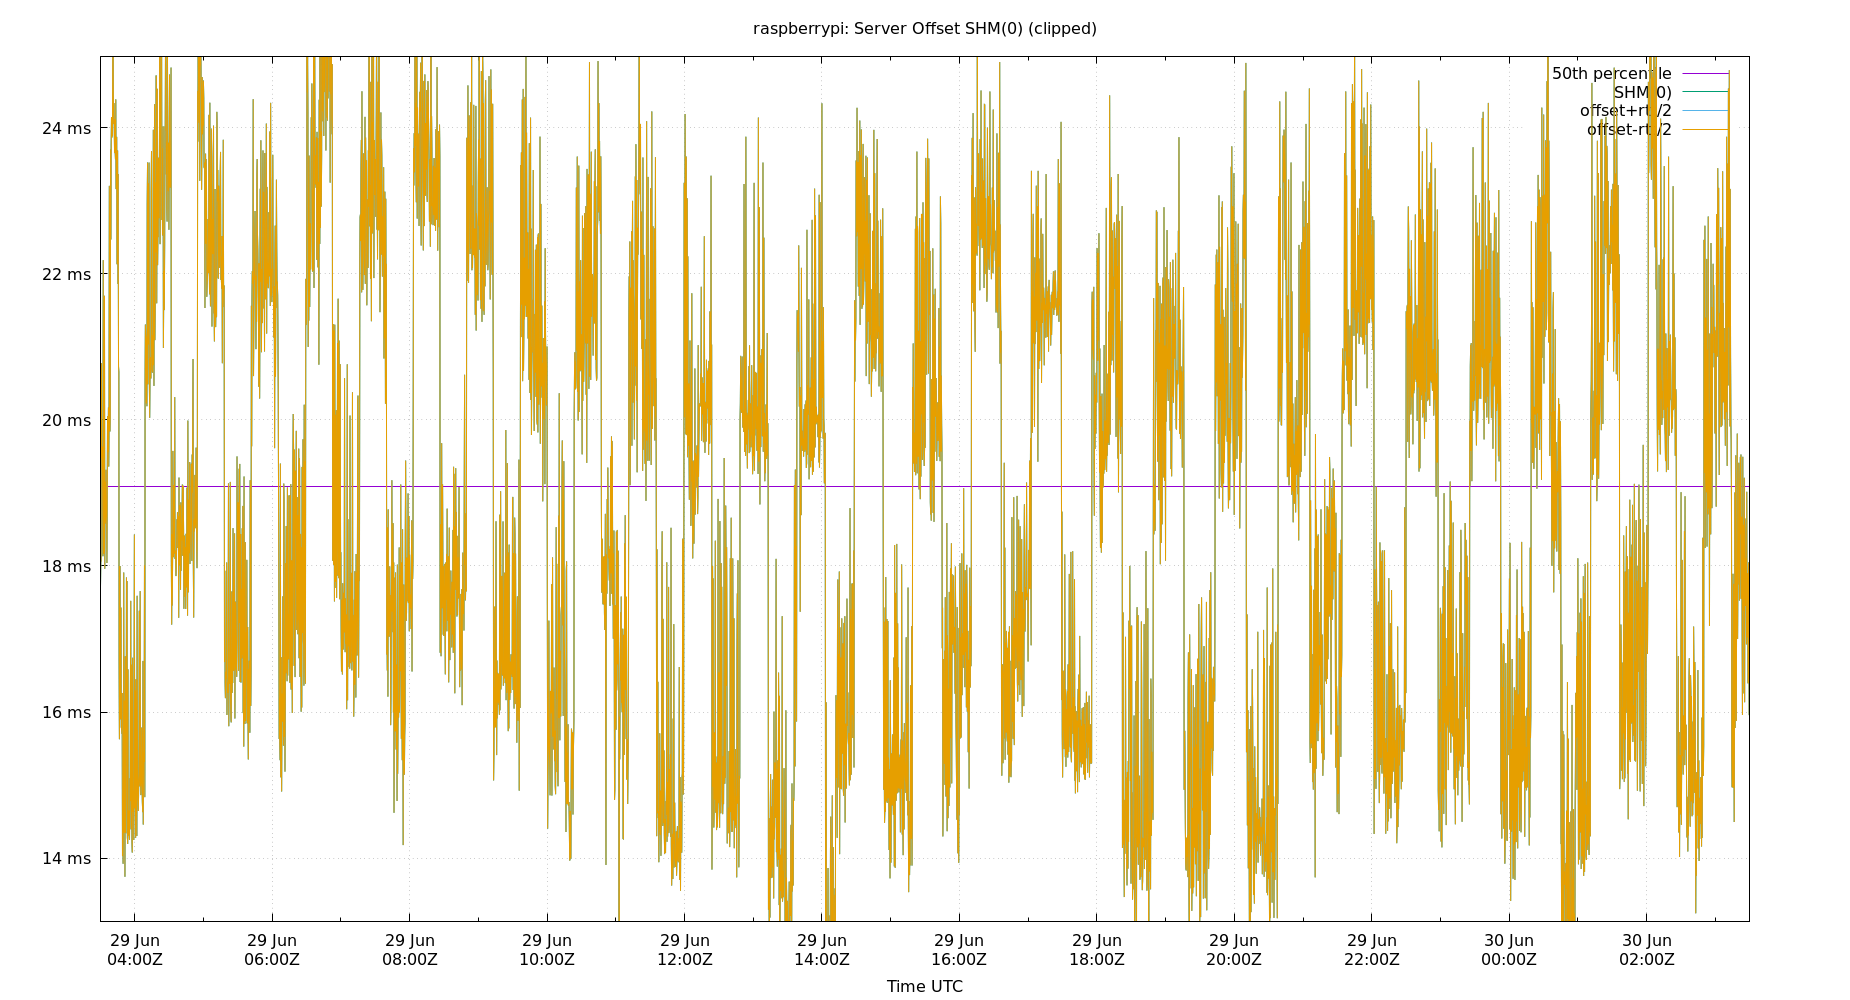 raspberrypi: Server Offset SHM(0) (clipped)
50th percentile
SHM(0)
offset+rtt/2
offset-rtt/2
24 ms
22 ms
20 ms
18 ms
16 ms
14 ms
29 Jun 29 Jun 29 Jun 29 Jun 29 Jun 29 Jun 29 Jun 29 Jun 29 Jun 29 Jun 30 Jun 30 Jun
04:00Z 06:00Z 08:00Z 10:00Z 12:00Z 14:00Z 16:00Z 18:00Z 20:00Z 22:00Z 00:00Z 02:00Z
Time UTC